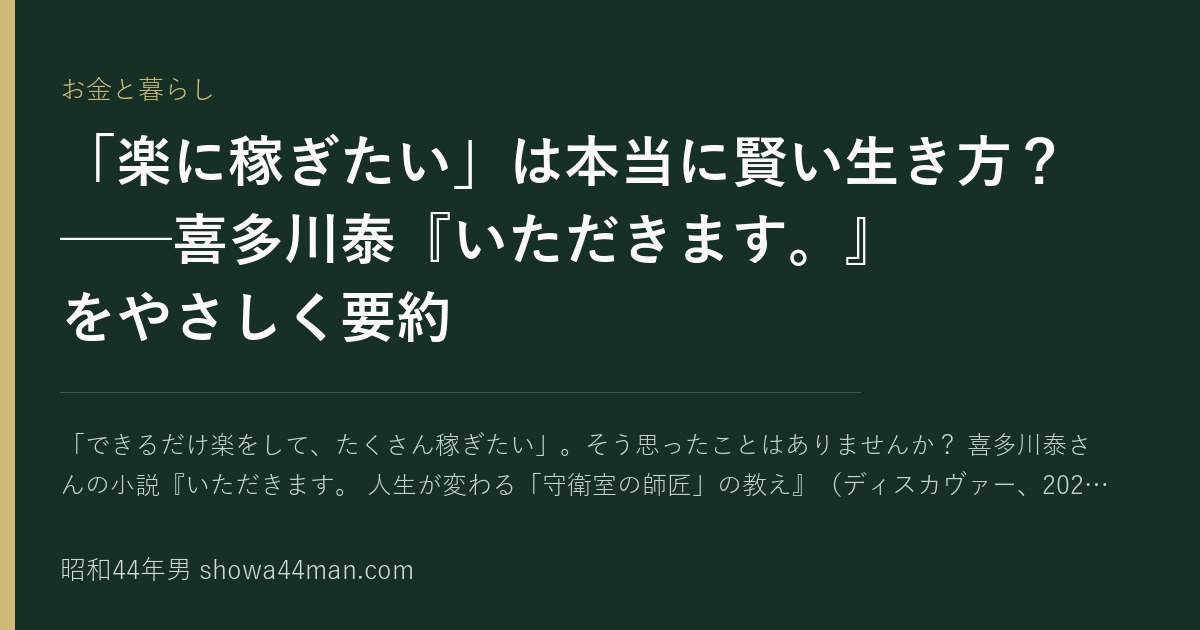 お金と暮らし
「楽に稼ぎたい」は本当に賢い生き方？
――喜多川泰『いただきます。』
をやさしく要約
「できるだけ楽をして、たくさん稼ぎたい」。そう思ったことはありませんか？ 喜多川泰さ
んの小説『いただきます。 人生が変わる「守衛室の師匠」の教え』（ディスカヴァー、202…
昭和44年男 showa44man.com